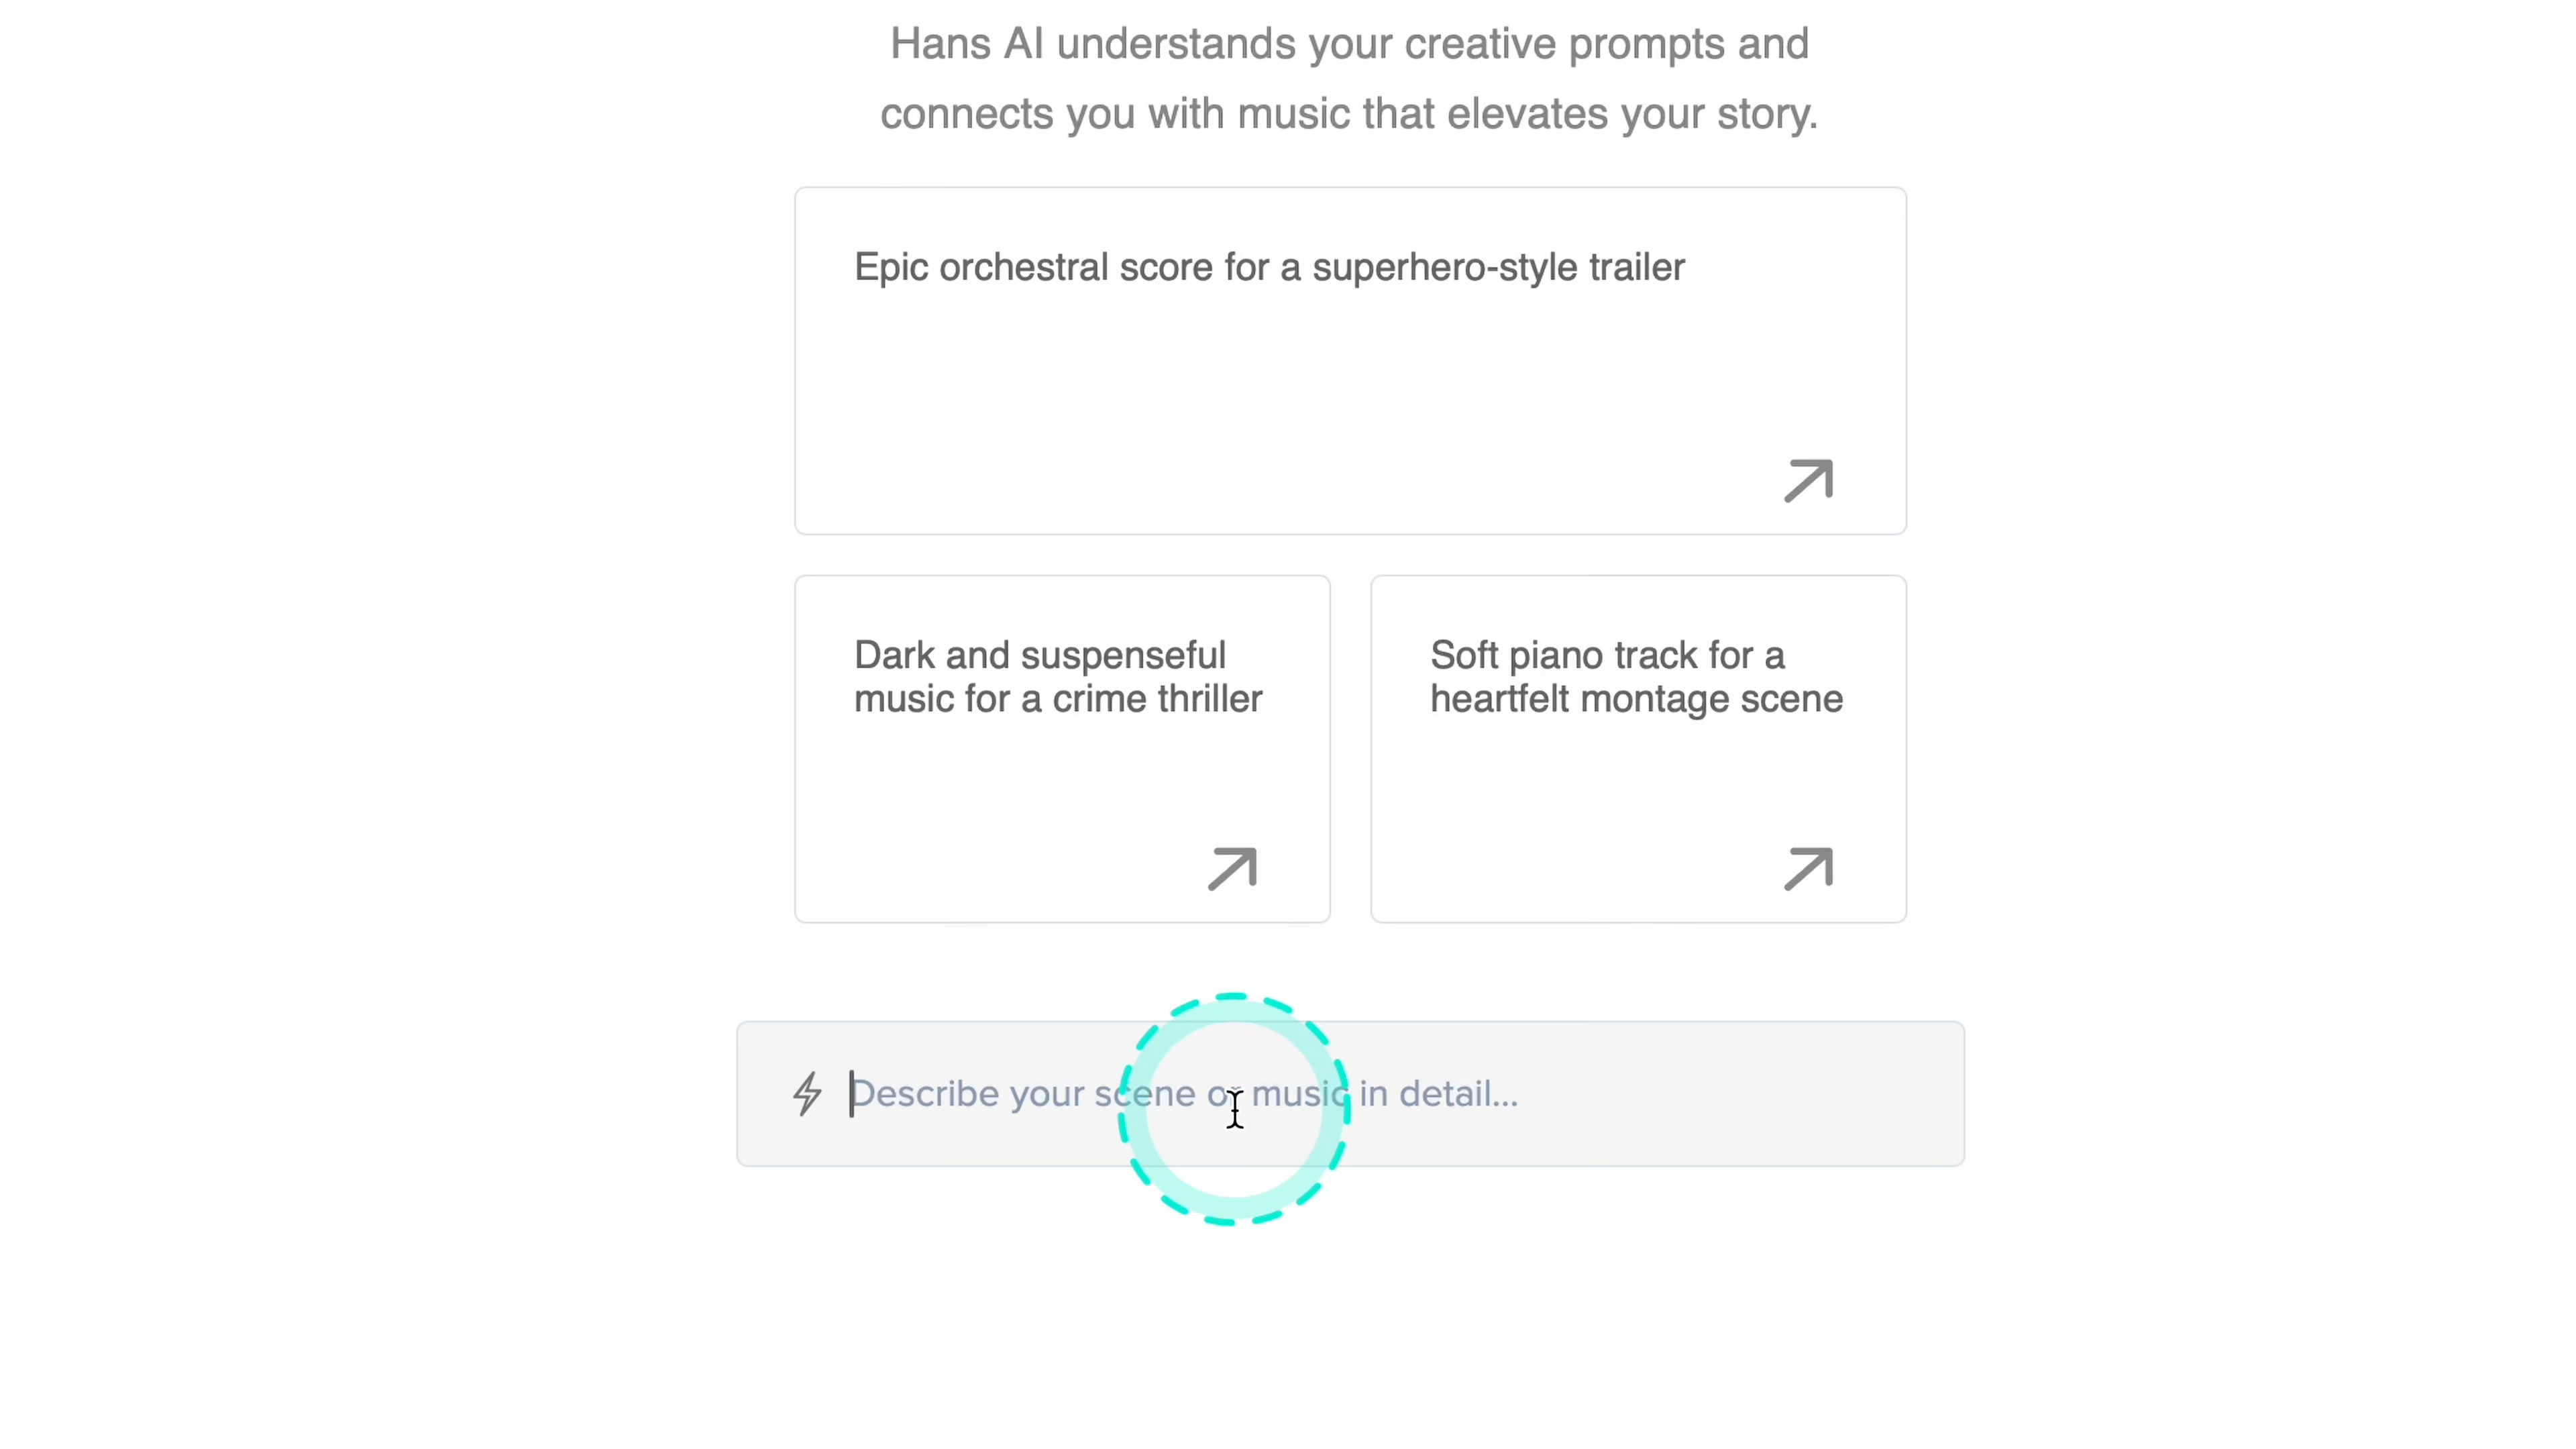 Hans AI understands your creative prompts and
connects you with music that elevates your story.
Epic orchestral score for a superhero-style trailer
Dark and suspenseful
music for a crime thriller
Soft piano track for a
heartfelt montage scene
Describe your scene or music in detail...